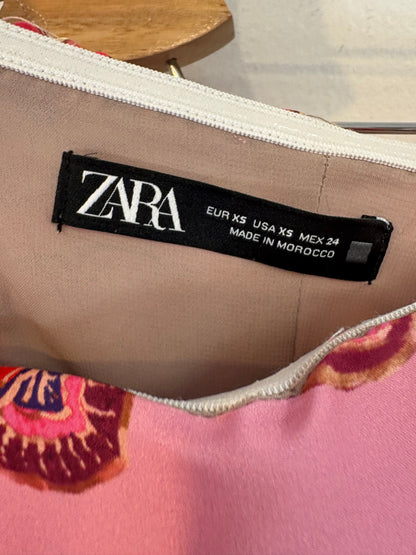 ZARA
EUR XS USA XS MEX 24
MADE IN MOROCCO